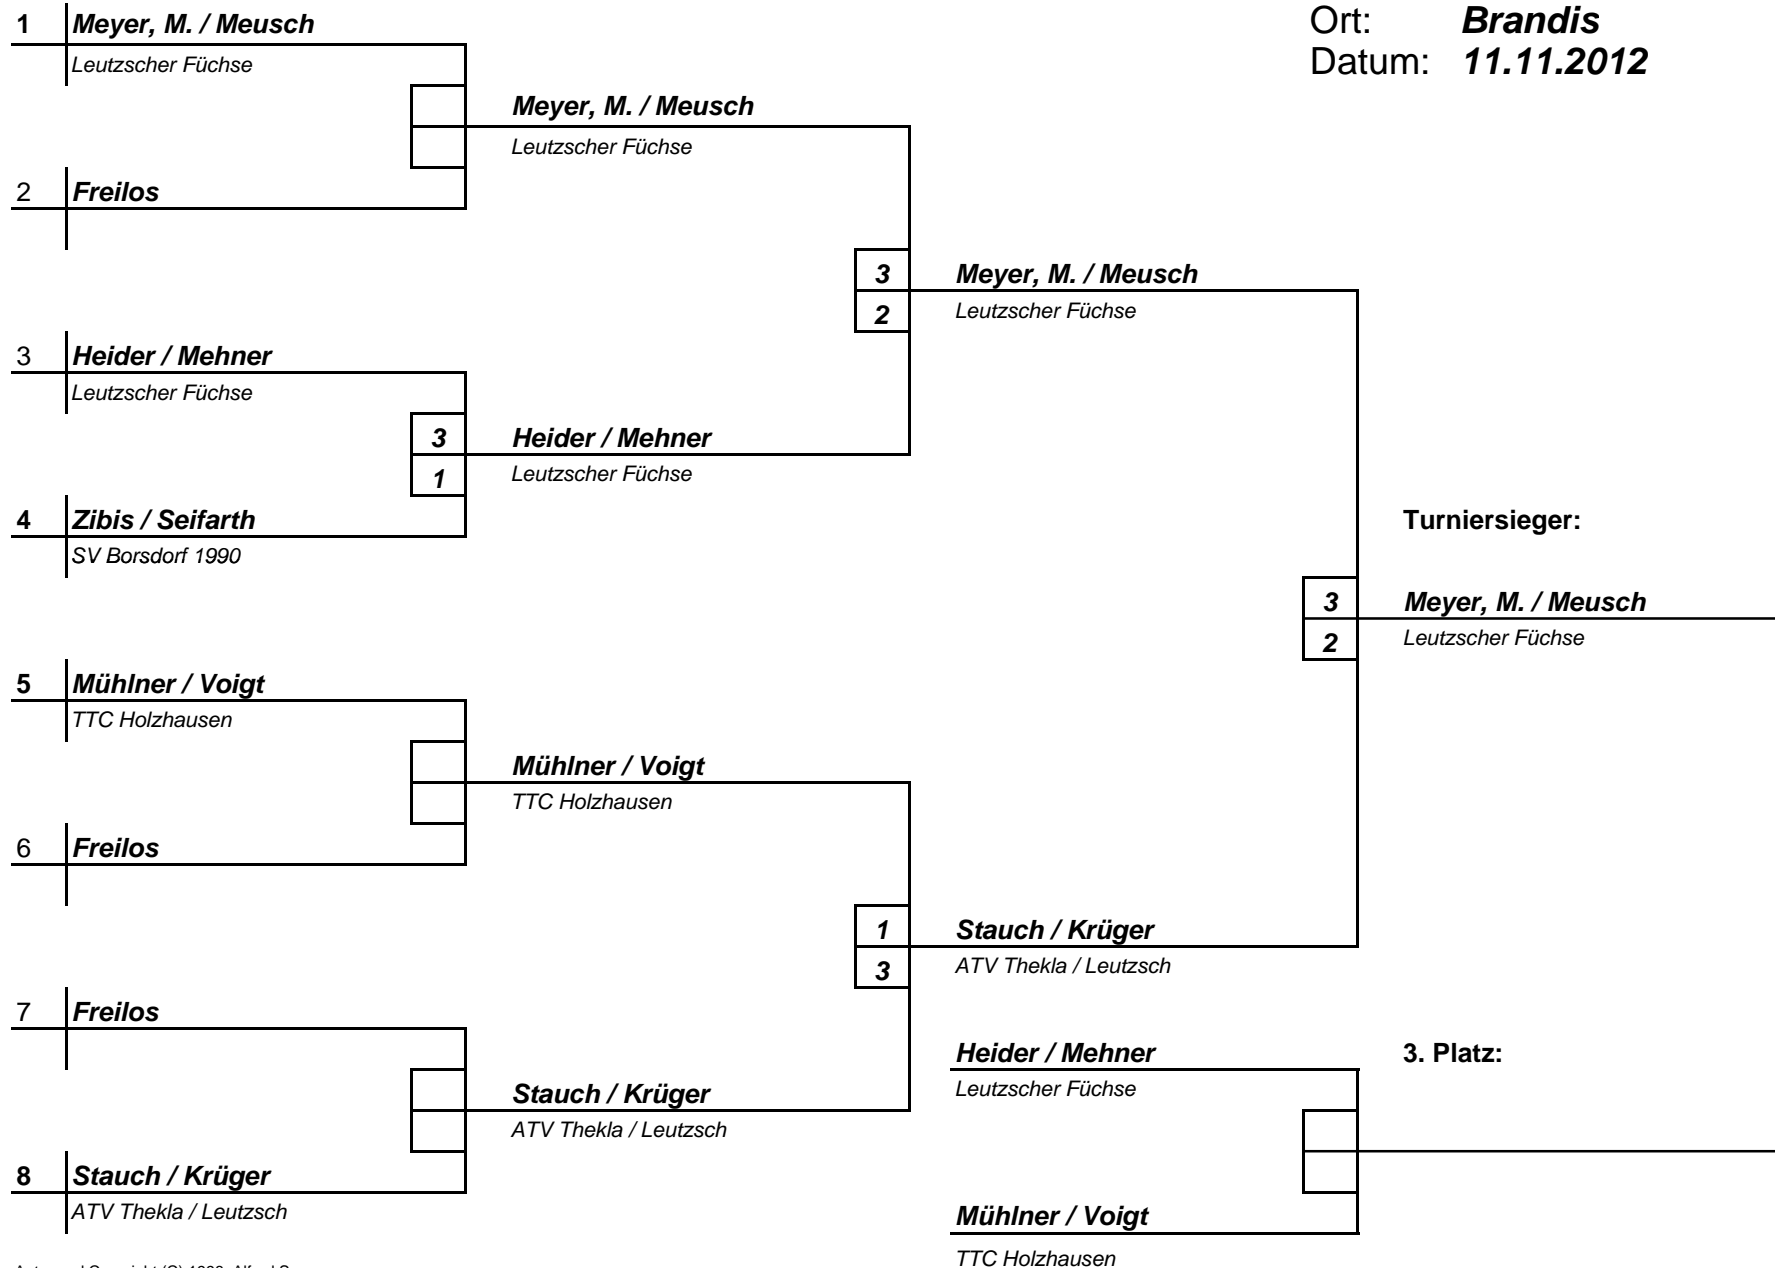 Ort: Brandis
Datum: 11.11.2012
1 Meyer, M. / Meusch
Leutzscher Füchse
Meyer, M. / Meusch
Leutzscher Füchse
2 Freilos
3
2
Meyer, M. / Meusch
Leutzscher Füchse
3 Heider / Mehner
Leutzscher Füchse
3
1
Heider / Mehner
Leutzscher Füchse
4 Zibis / Seifarth
SV Borsdorf 1990
Turniersieger:
3
2
Meyer, M. / Meusch
Leutzscher Füchse
5 Mühlner / Voigt
TTC Holzhausen
Mühlner / Voigt
TTC Holzhausen
6 Freilos
1
3
Stauch / Krüger
ATV Thekla / Leutzsch
7 Freilos
Stauch / Krüger
ATV Thekla / Leutzsch
8 Stauch / Krüger
ATV Thekla / Leutzsch
Heider / Mehner
Leutzscher Füchse
3. Platz:
Mühlner / Voigt
TTC Holzhausen